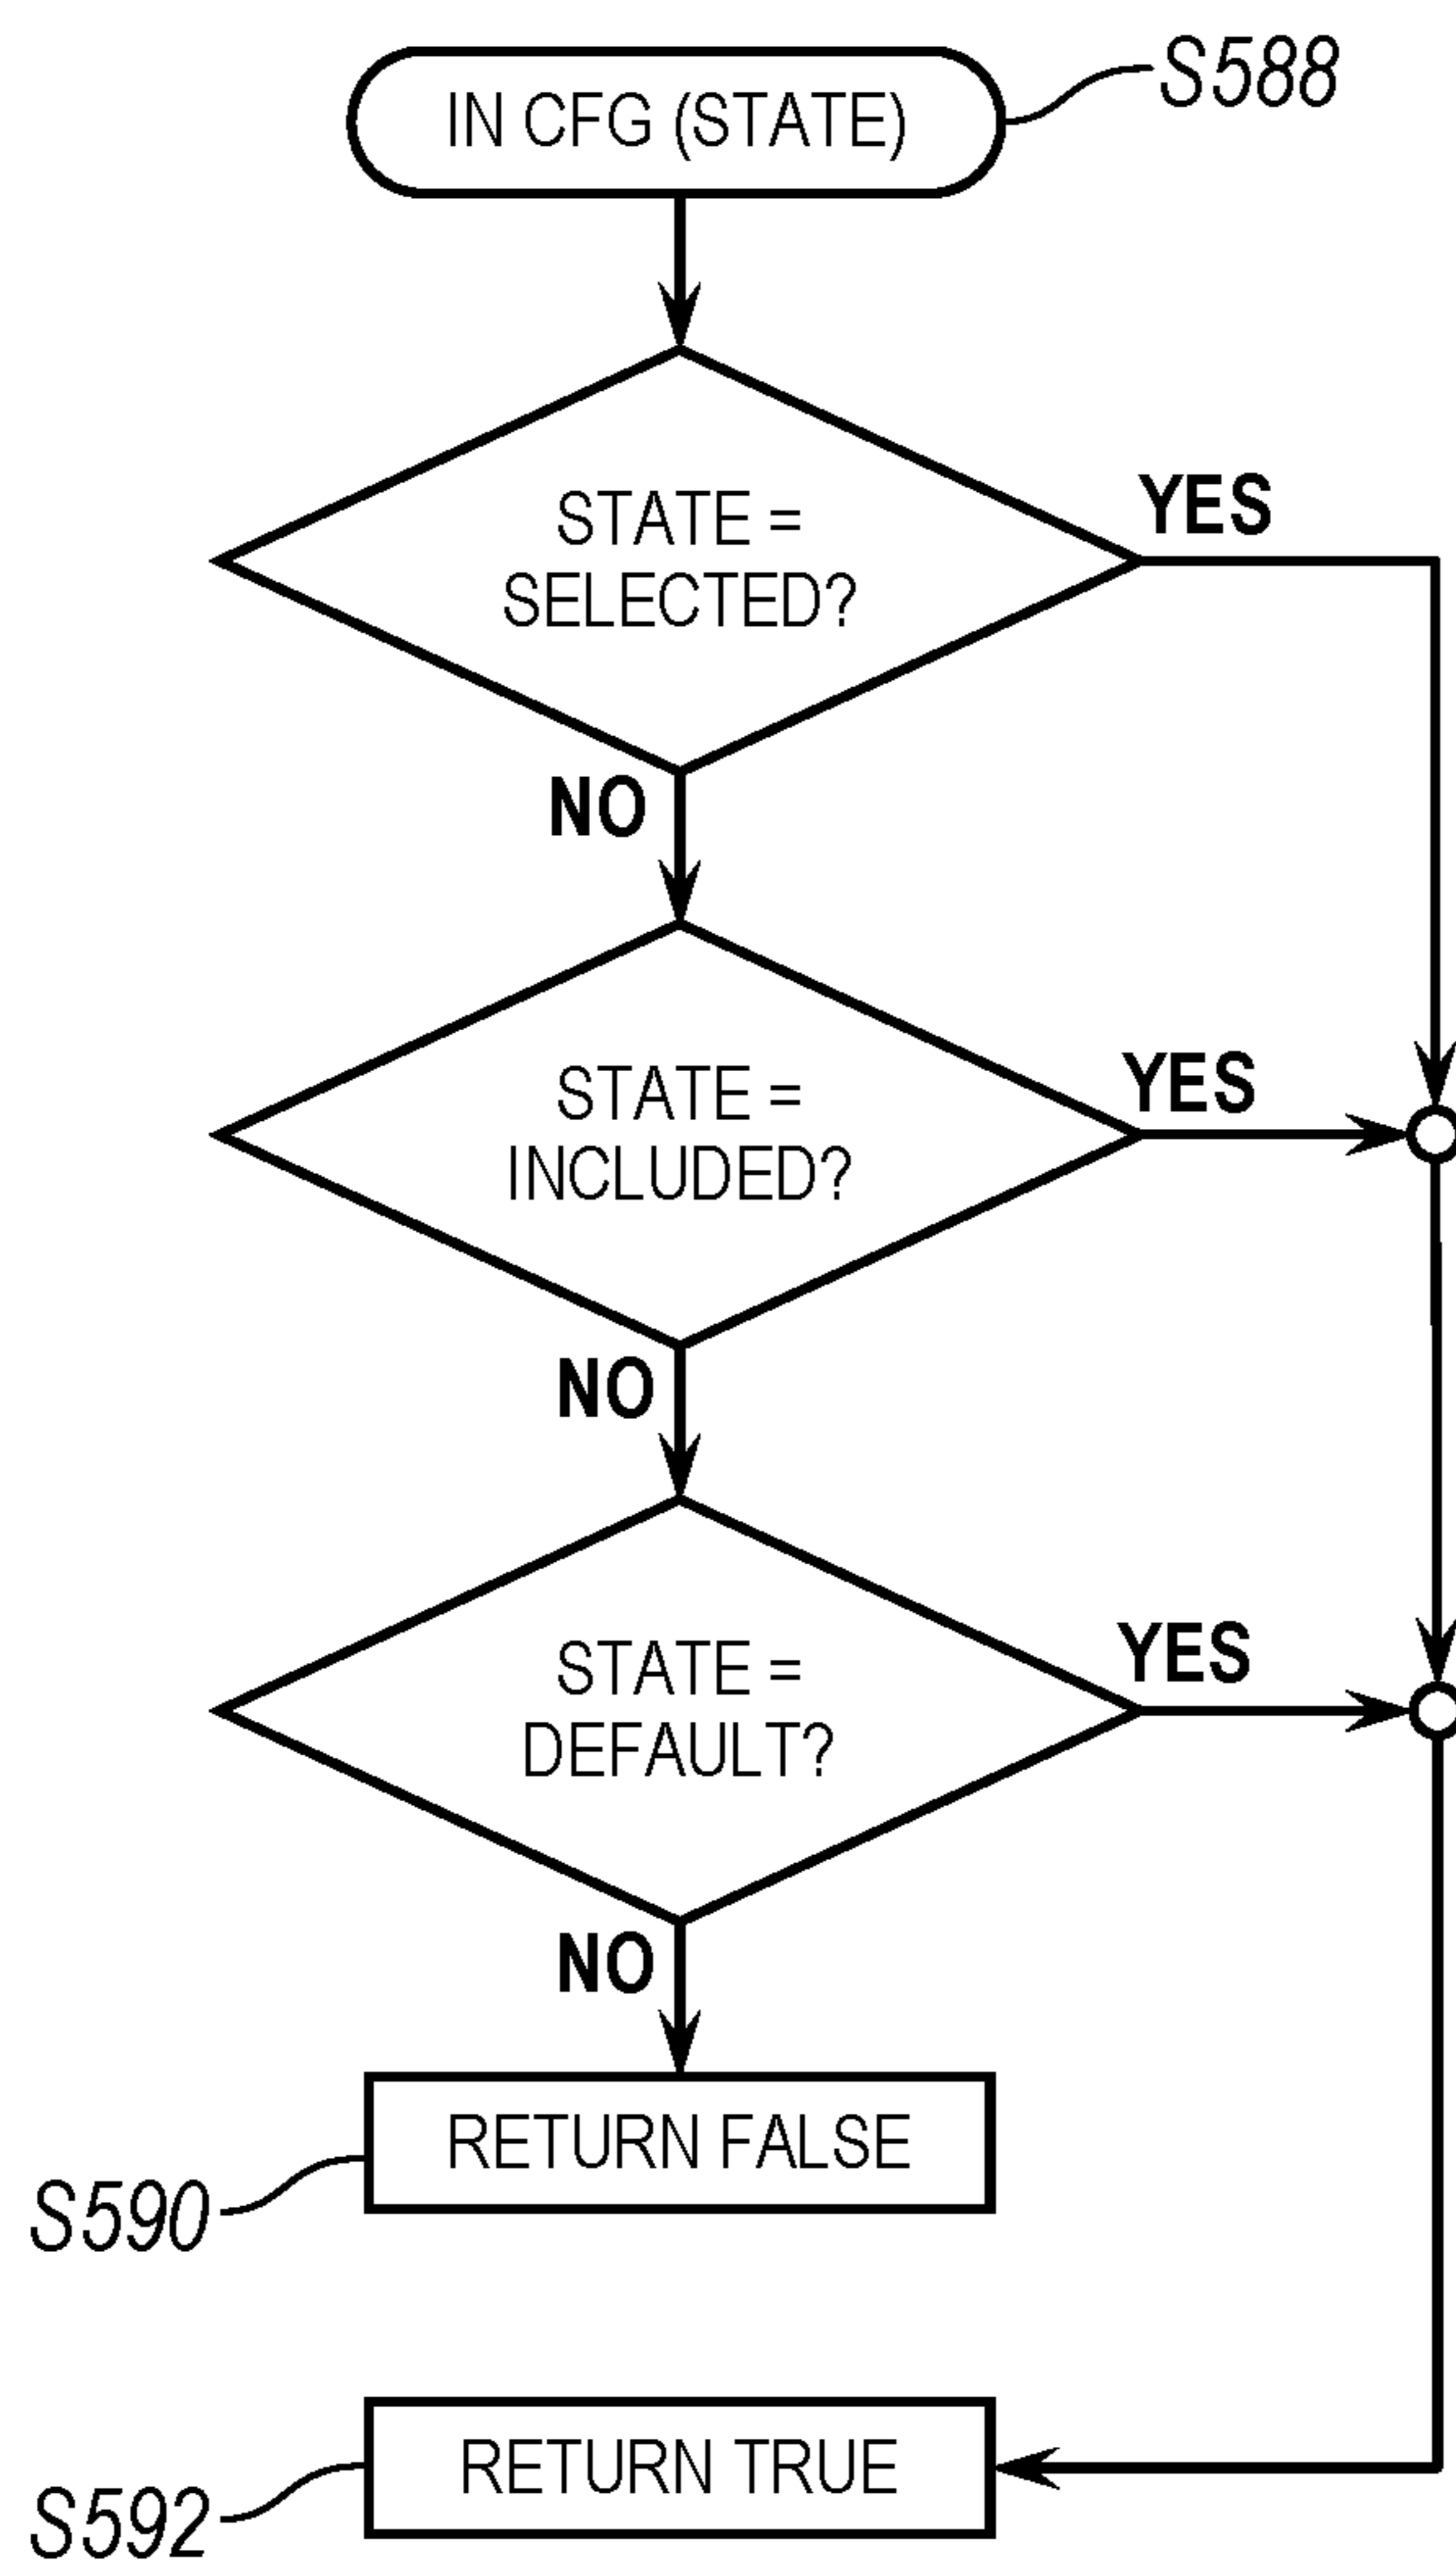 IN CFG (STATE)
S588
STATE =
SELECTED?
YES
NO
STATE =
INCLUDED?
YES
NO
STATE =
DEFAULT?
YES
NO
RETURN FALSE
S590
RETURN TRUE
S592